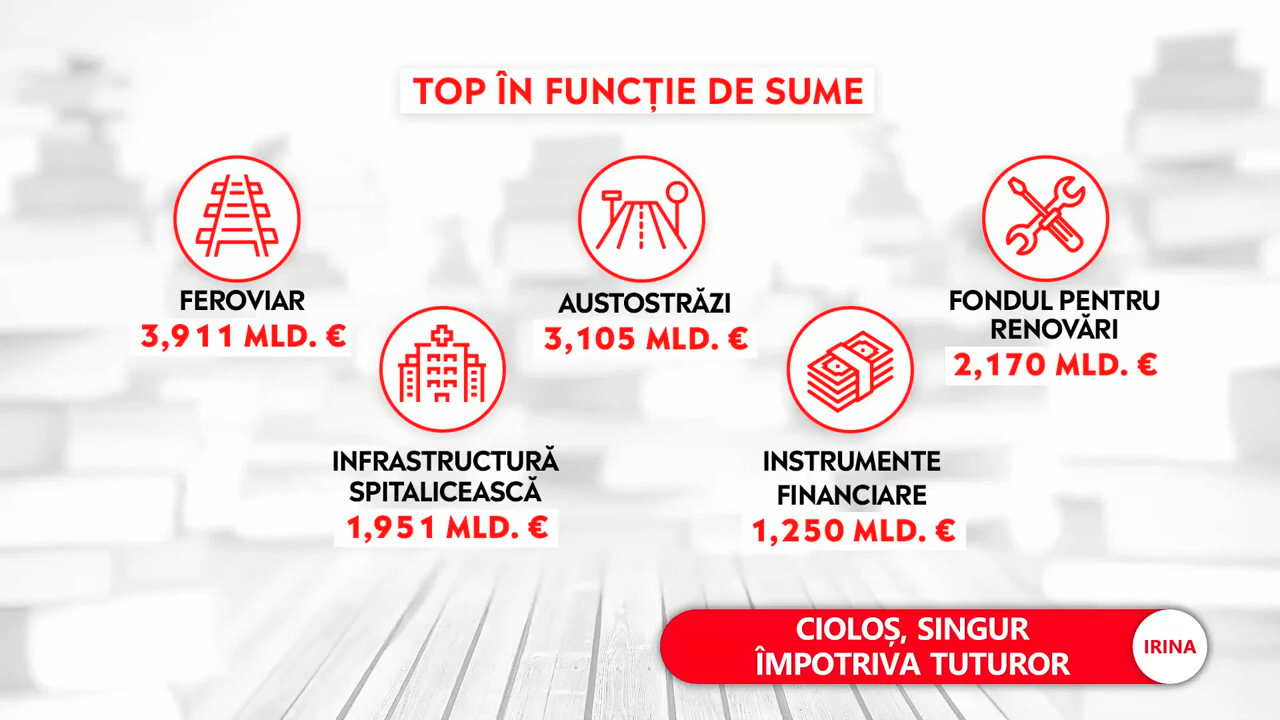 TOP ÎN FUNCȚIE DE SUME
FEROVIAR
3,911 MLD. €
AUSTOSTRĂZI
3,105 MLD. €
FONDUL PENTRU
RENOVĂRI
2,170 MLD. €
INFRASTRUCTURĂ
SPITALICEASCĂ
1,951 MLD. €
INSTRUMENTE
FINANCIARE
1,250 MLD. €
CIOLOȘ, SINGUR
ÎMPOTRIVA TUTUROR
IRINA